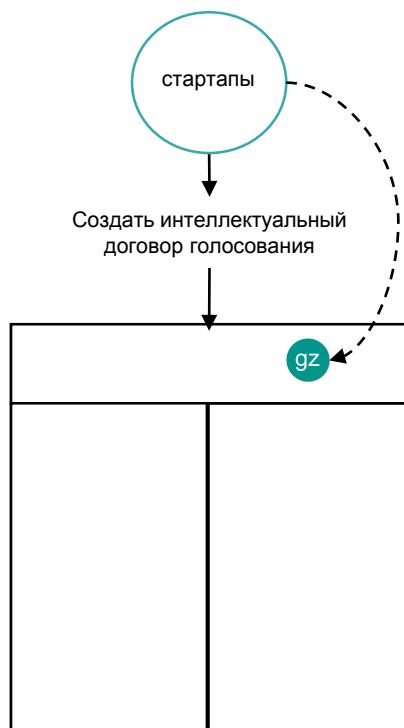 стартапы
Создать интеллектуальный
договор голосования
gz